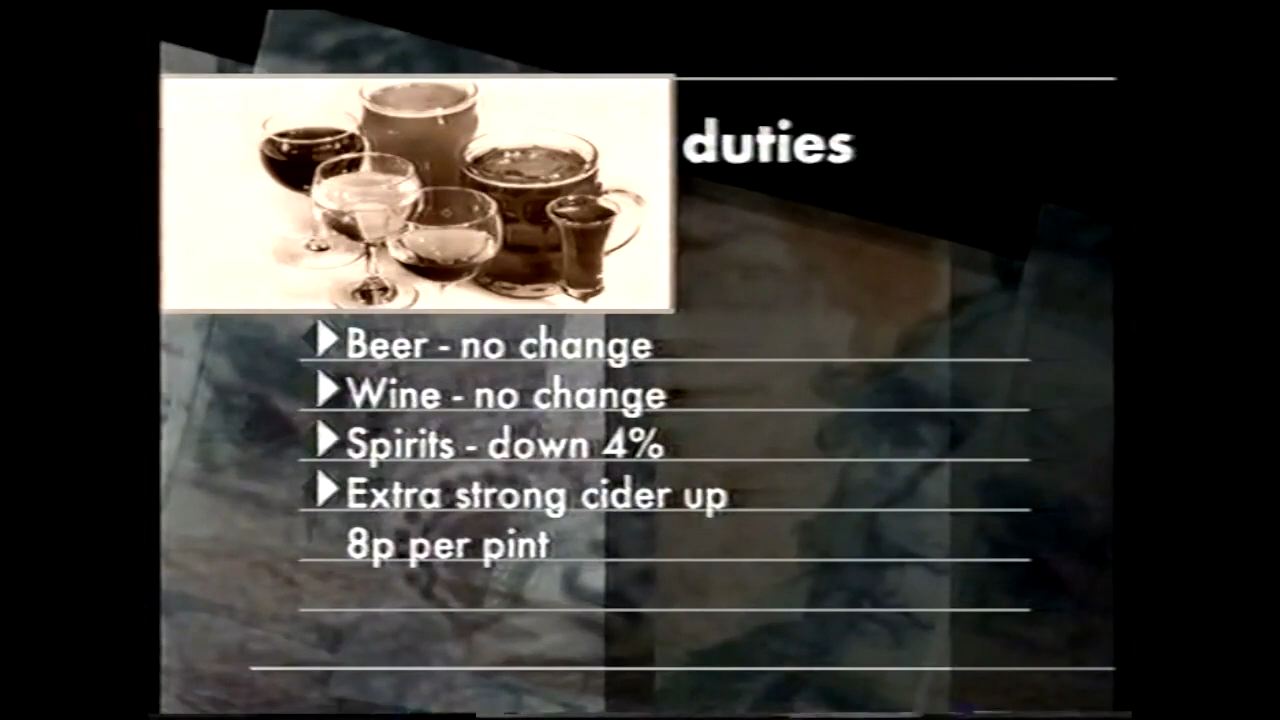 duties
Beer - no change
Wine - no change
Spirits - down 4%
Extra strong cider up
8p per pint